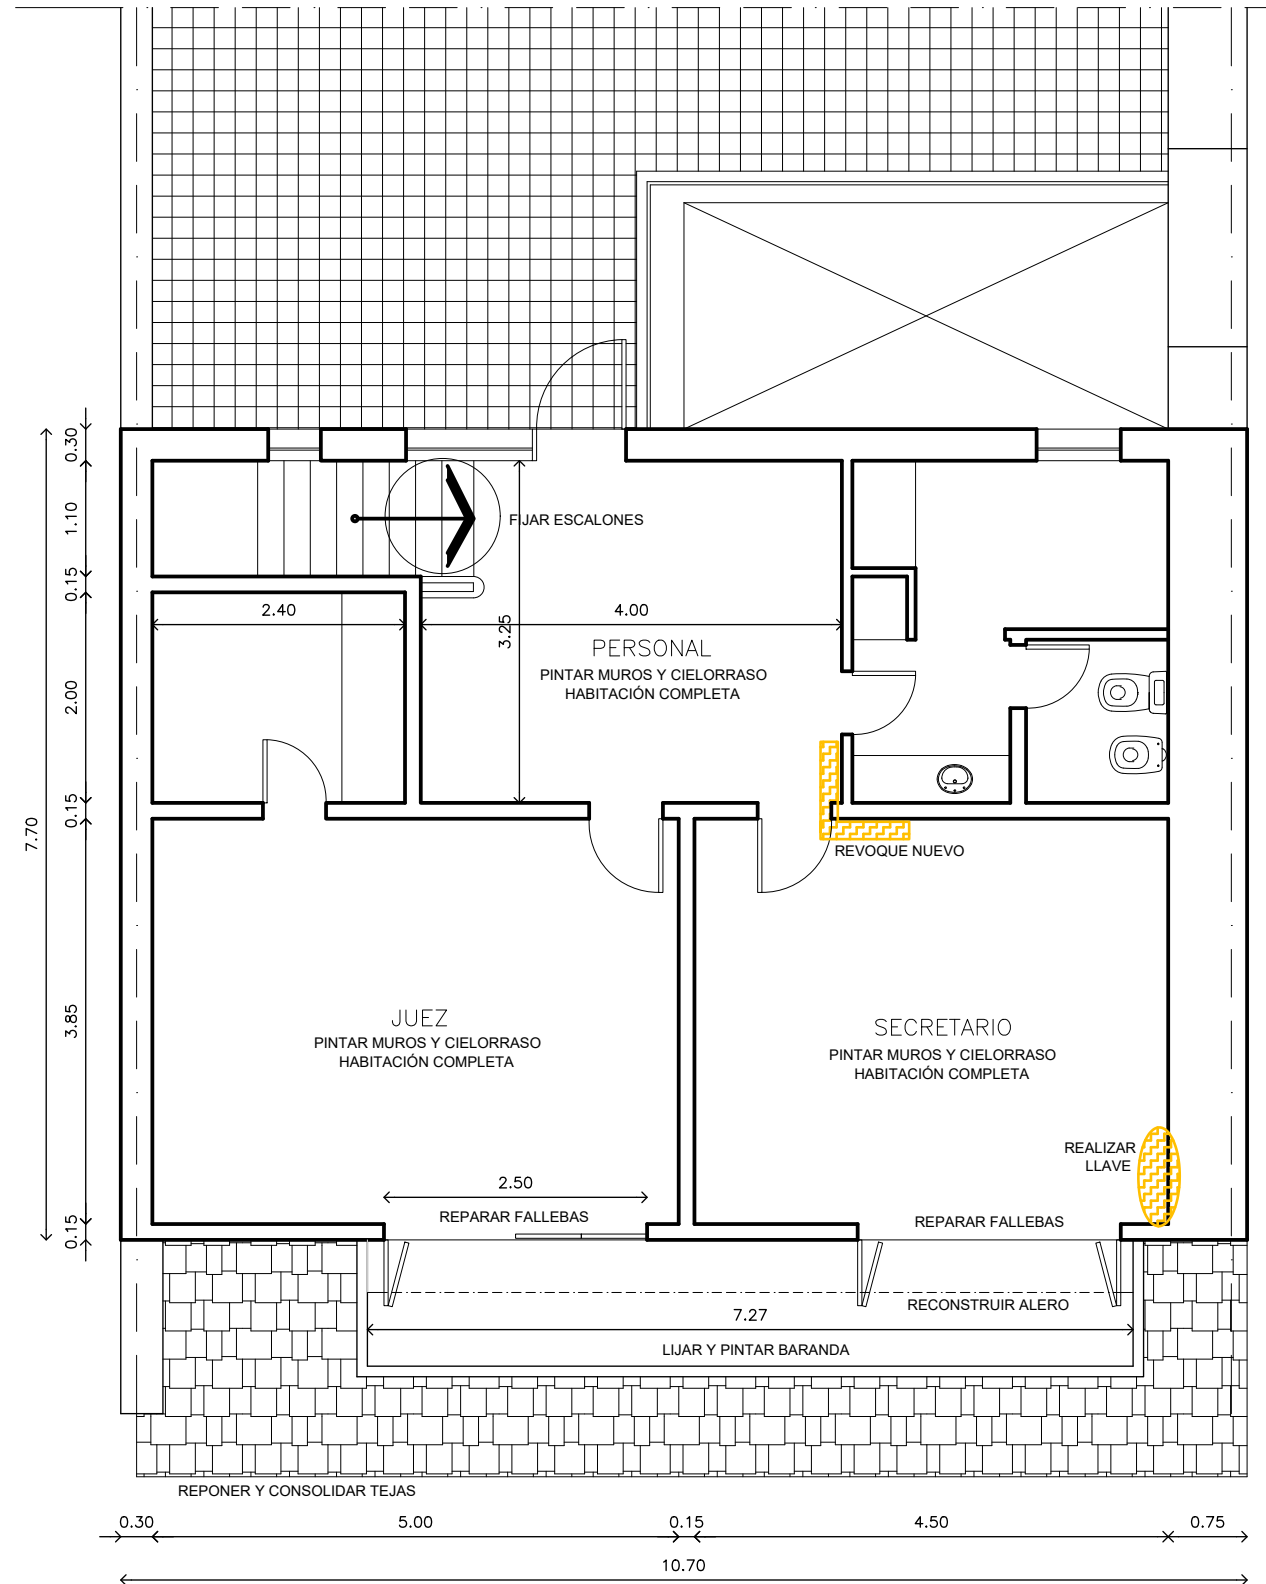 0.30
1.10
0.15
2.00
0.15
3.85
0.15
7.70
FIJAR ESCALONES
2.40
4.00
3.25
PERSONAL
PINTAR MUROS Y CIELORRASO
HABITACIÓN COMPLETA
REVOQUE NUEVO
JUEZ
PINTAR MUROS Y CIELORRASO
HABITACIÓN COMPLETA
SECRETARIO
PINTAR MUROS Y CIELORRASO
HABITACIÓN COMPLETA
REALIZAR
LLAVE
2.50
REPARAR FALLEBAS
REPARAR FALLEBAS
RECONSTRUIR ALERO
7.27
LIJAR Y PINTAR BARANDA
REPONER Y CONSOLIDAR TEJAS
0.30
5.00
0.15
4.50
0.75
10.70